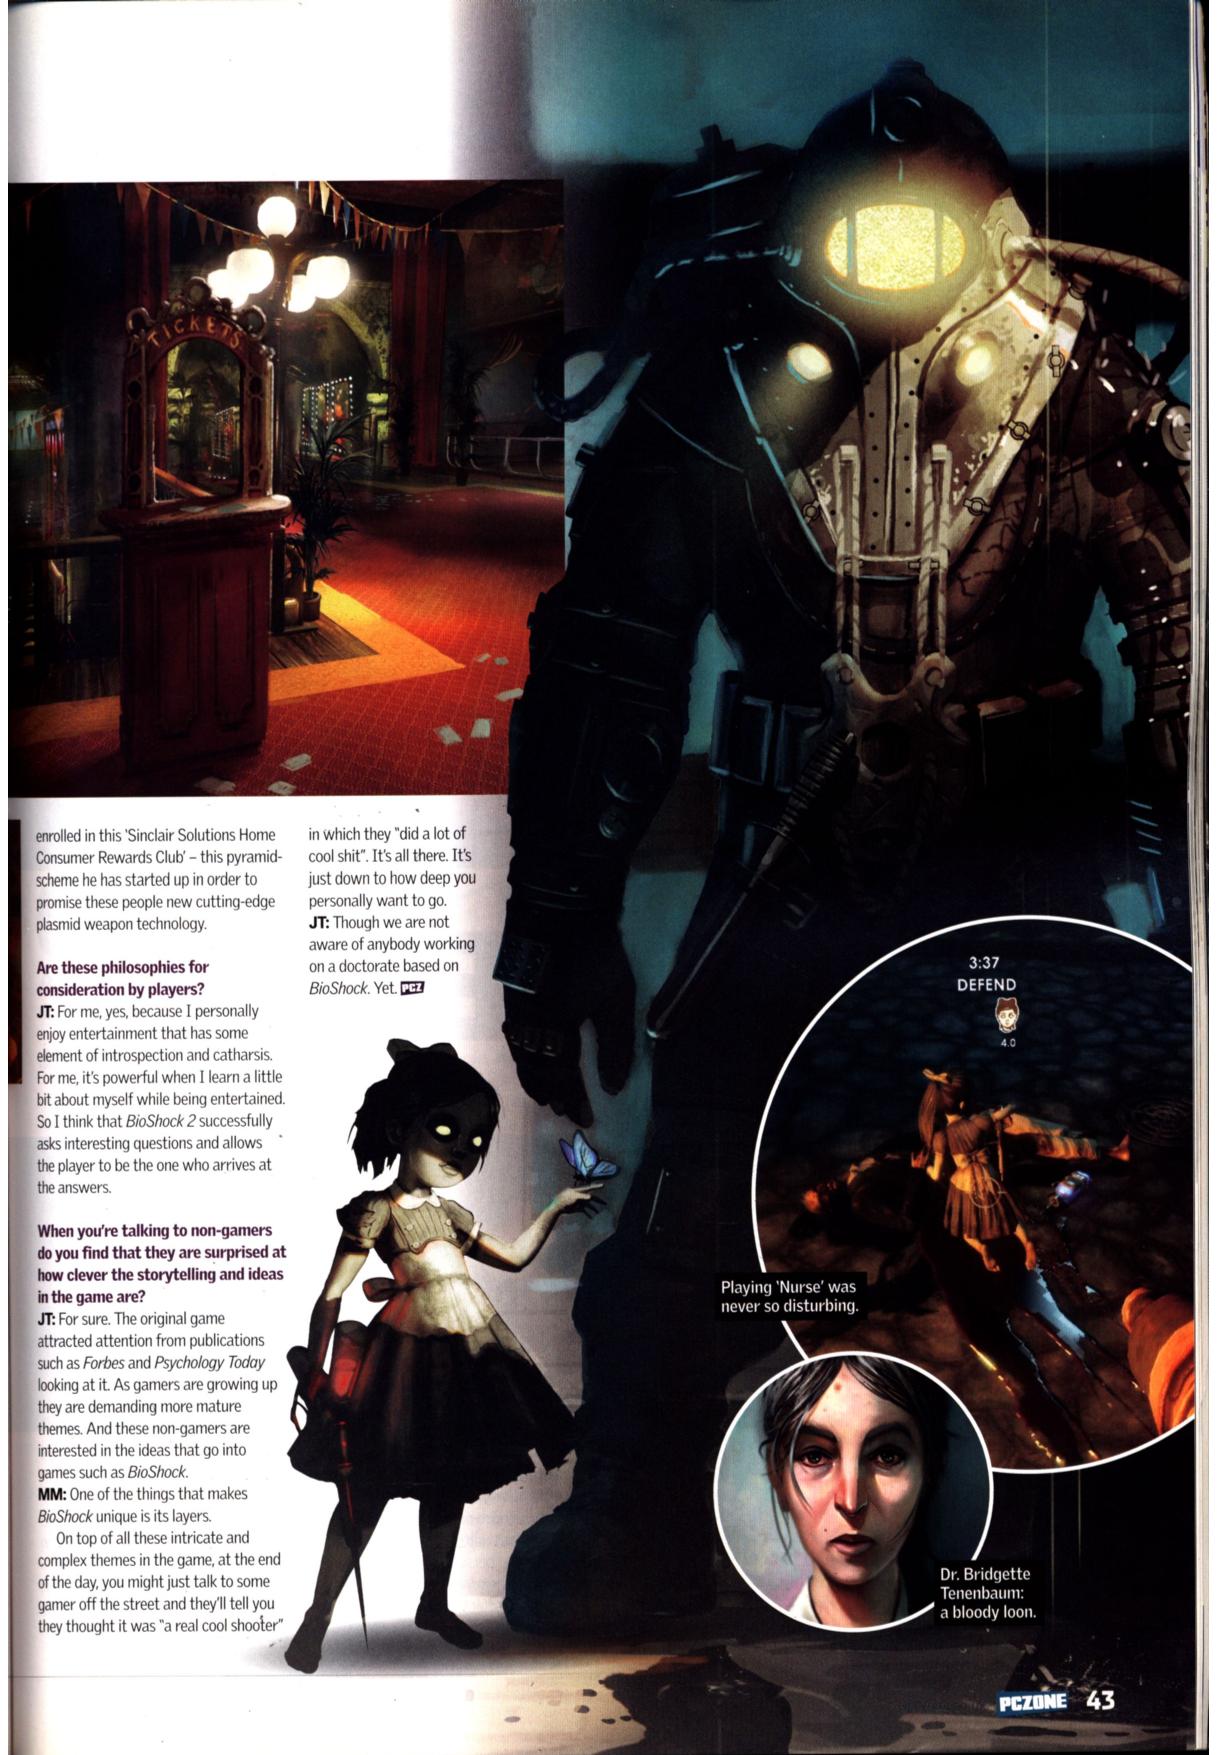 TICKETS
enrolled in this 'Sinclair Solutions Home
Consumer Rewards Club' – this pyramid-
scheme he has started up in order to
promise these people new cutting-edge
plasmid weapon technology.
Are these philosophies for
consideration by players?
JT: For me, yes, because I personally
enjoy entertainment that has some
element of introspection and catharsis.
For me, it's powerful when I learn a little
bit about myself while being entertained.
So I think that BioShock 2 successfully
asks interesting questions and allows
the player to be the one who arrives at
the answers.
When you're talking to non-gamers
do you find that they are surprised at
how clever the storytelling and ideas
in the game are?
JT: For sure. The original game
attracted attention from publications
such as Forbes and Psychology Today
looking at it. As gamers are growing up
they are demanding more mature
themes. And these non-gamers are
interested in the ideas that go into
games such as BioShock.
MM: One of the things that makes
BioShock unique is its layers.
On top of all these intricate and
complex themes in the game, at the end
of the day, you might just talk to some
gamer off the street and they'll tell you
they thought it was "a real cool shooter"
in which they "did a lot of
cool shit". It's all there. It's
just down to how deep you
personally want to go.
JT: Though we are not
aware of anybody working
on a doctorate based on
BioShock. Yet. PCZ
3:37
DEFEND
4.0
Playing 'Nurse' was
never so disturbing.
Dr. Bridgette
Tenenbaum:
a bloody loon.
PCZONE 43